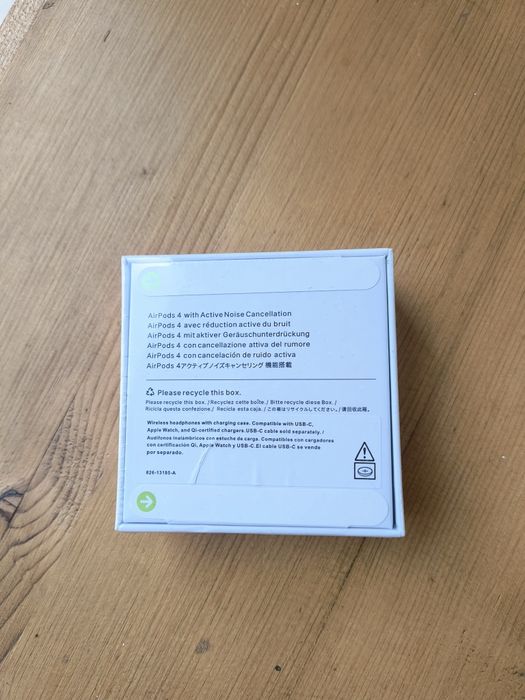 AirPods 4 with Active Noise Cancellation
AirPods 4 avec réduction active du bruit
AirPods 4 mit aktiver Geräuschunterdrückung
AirPods 4 con cancellazione attiva del rumore
AirPods 4 con cancelación de ruido activa
AirPods 4アクティブノイズキャンセリング 機能搭載
Please recycle this box.
Please recycle this box. / Recyclez cette boîte. / Bitte recycle diese Box. /
Ricicla questa confezione. / Recicla esta caja. / この箱はリサイクルしてください。/ 请回收此箱。
Wireless headphones with charging case. Compatible with USB-C,
Apple Watch, and Qi-certified chargers. USB-C cable sold separately. /
Audífonos inalámbricos con estuche de carga. Compatibles con cargadores
con certificación Qi, Apple Watch y USB-C. El cable USB-C se vende
por separado.
626-13180-A